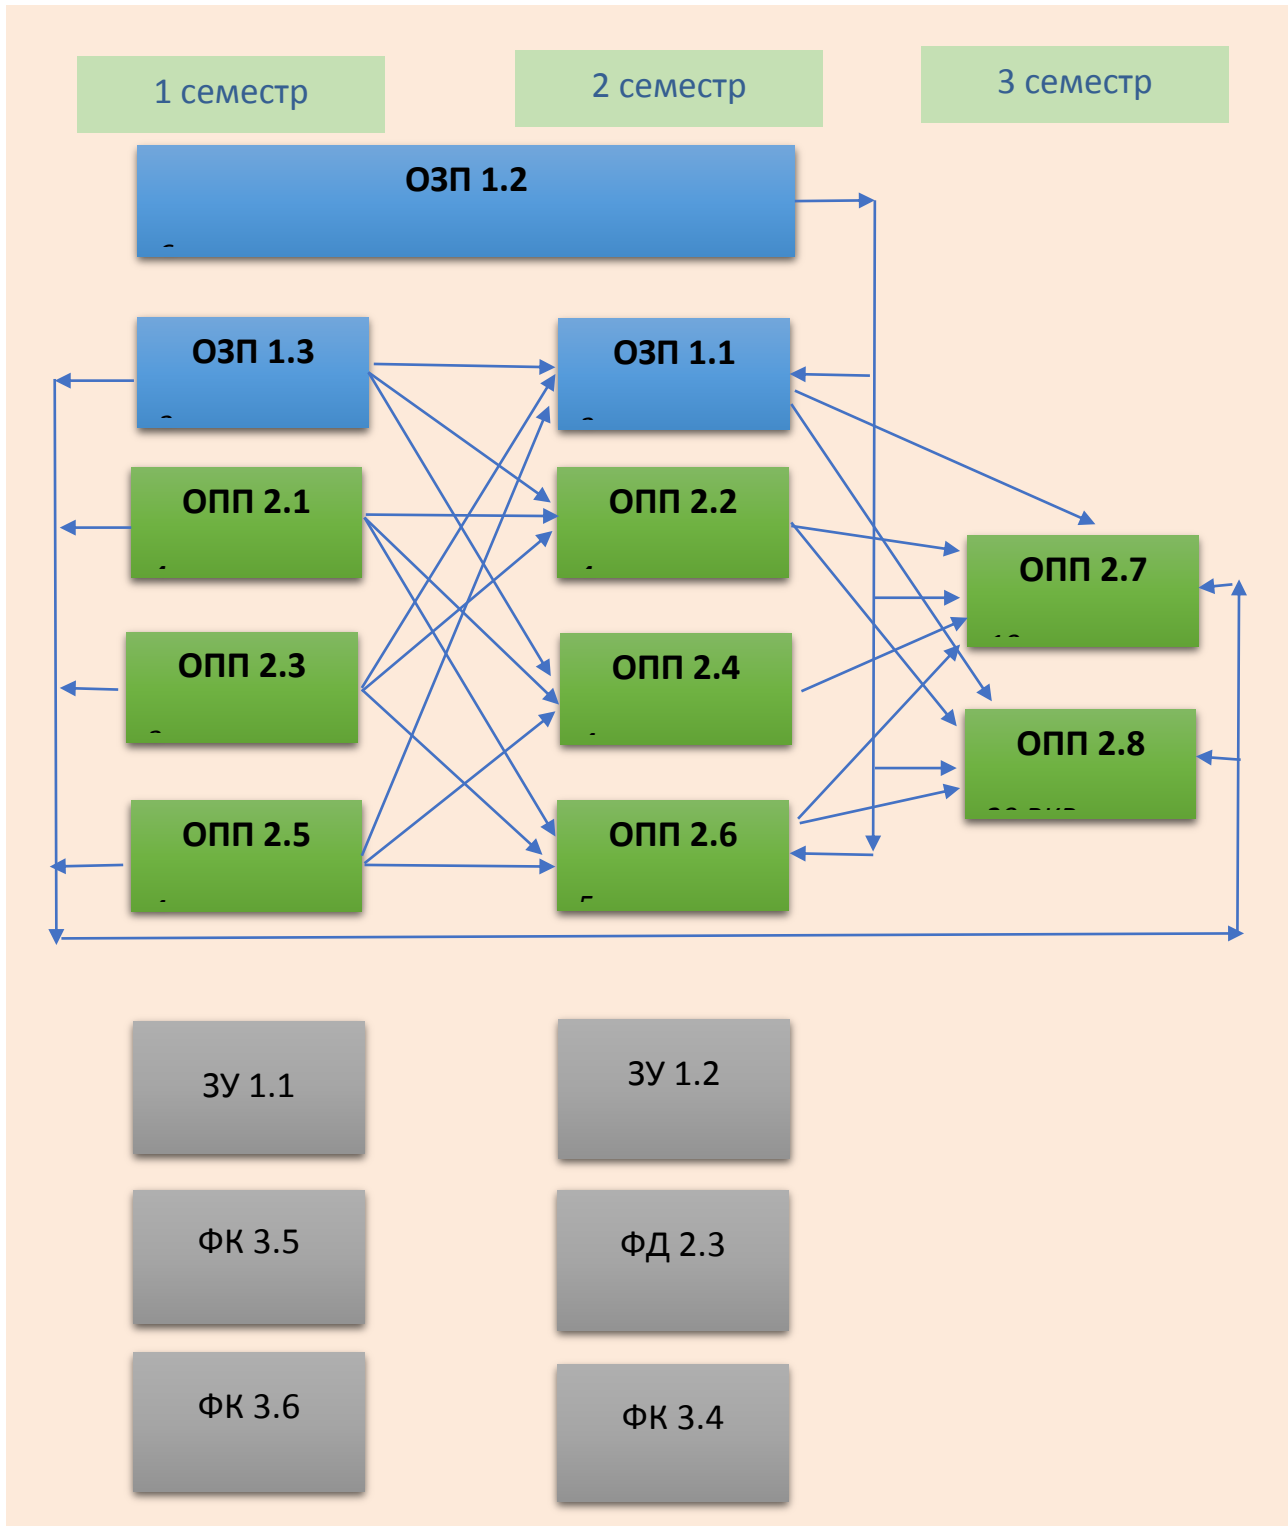 1 семестр
2 семестр
3 семестр
ОЗП 1.2
ОЗП 1.3
ОЗП 1.1
ОПП 2.1
ОПП 2.2
ОПП 2.7
ОПП 2.3
ОПП 2.4
ОПП 2.8
ОПП 2.5
ОПП 2.6
ЗУ 1.1
ЗУ 1.2
ФК 3.5
ФД 2.3
ФК 3.6
ФК 3.4